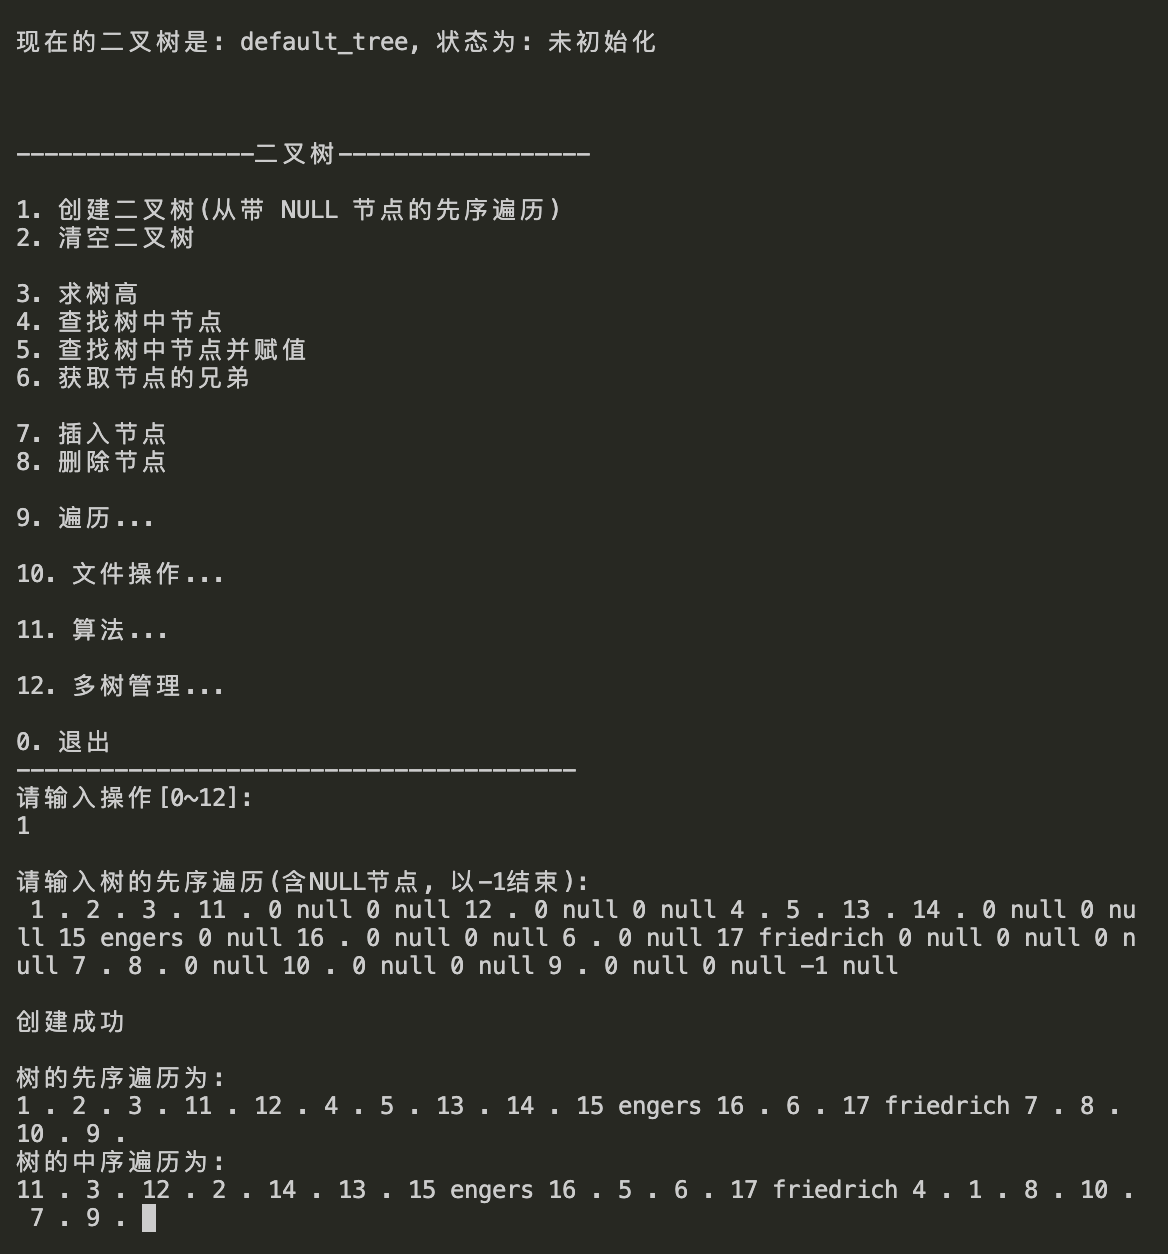 现在的二叉树是: default_tree, 状态为: 未初始化
-----------------二叉树------------------
1. 创建二叉树(从带 NULL 节点的先序遍历)
2. 清空二叉树
3. 求树高
4. 查找树中节点
5. 查找树中节点并赋值
6. 获取节点的兄弟
7. 插入节点
8. 删除节点
9. 遍历...
10. 文件操作...
11. 算法...
12. 多树管理...
0. 退出
----------------------------------------
请输入操作[0~12]:
1
请输入树的先序遍历(含NULL节点, 以-1结束):
1 . 2 . 3 . 11 . 0 null 0 null 12 . 0 null 0 null 4 . 5 . 13 . 14 . 0 null 0 nu
ll 15 engers 0 null 16 . 0 null 0 null 6 . 0 null 17 friedrich 0 null 0 null 0 n
ull 7 . 8 . 0 null 10 . 0 null 0 null 9 . 0 null 0 null -1 null
创建成功
树的先序遍历为:
1 . 2 . 3 . 11 . 12 . 4 . 5 . 13 . 14 . 15 engers 16 . 6 . 17 friedrich 7 . 8 .
10 . 9 .
树的中序遍历为:
11 . 3 . 12 . 2 . 14 . 13 . 15 engers 16 . 5 . 6 . 17 friedrich 4 . 1 . 8 . 10 .
7 . 9 .